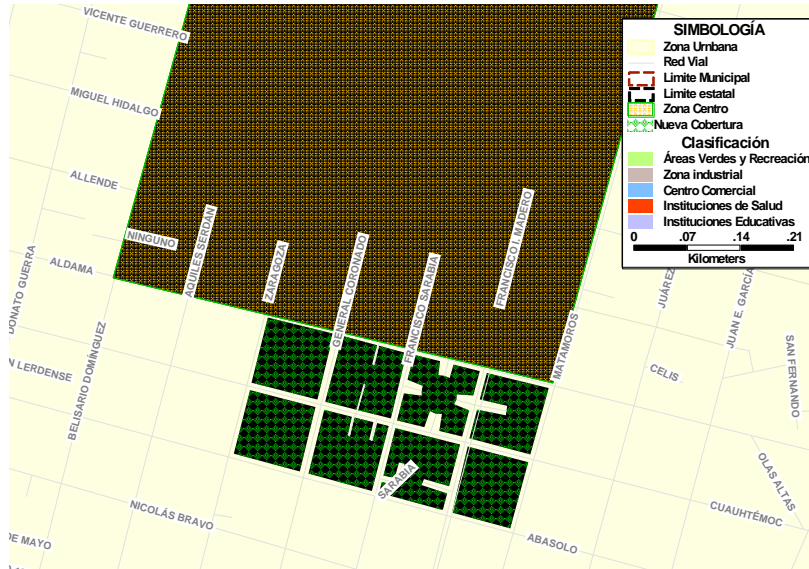 VICENTE GUERRERO
MIGUEL HIDALGO
ALLENDE
NINGUNO
ALDAMA
DONATO GUERRA
AQUILES SERDÁN
ZARAGOZA
GENERAL CORONADO
FRANCISCO SARABIA
FRANCISCO I. MADERO
MATAMOROS
JUÁREZ
JUAN E. GARCÍA
SAN FERNANDO
CELIS
N LERDENSE
BELISARIO DOMÍNGUEZ
SARABIA
OLAS ALTAS
NICOLÁS BRAVO
CUAUHTÉMOC
ABASOLO
DE MAYO
SIMBOLOGÍA
Zona Urnbana
Red Vial
Limite Municipal
Limite estatal
Zona Centro
Nueva Cobertura
Clasificación
Áreas Verdes y Recreación
Zona industrial
Centro Comercial
Instituciones de Salud
Instituciones Educativas
0 .07 .14 .21
Kilometers